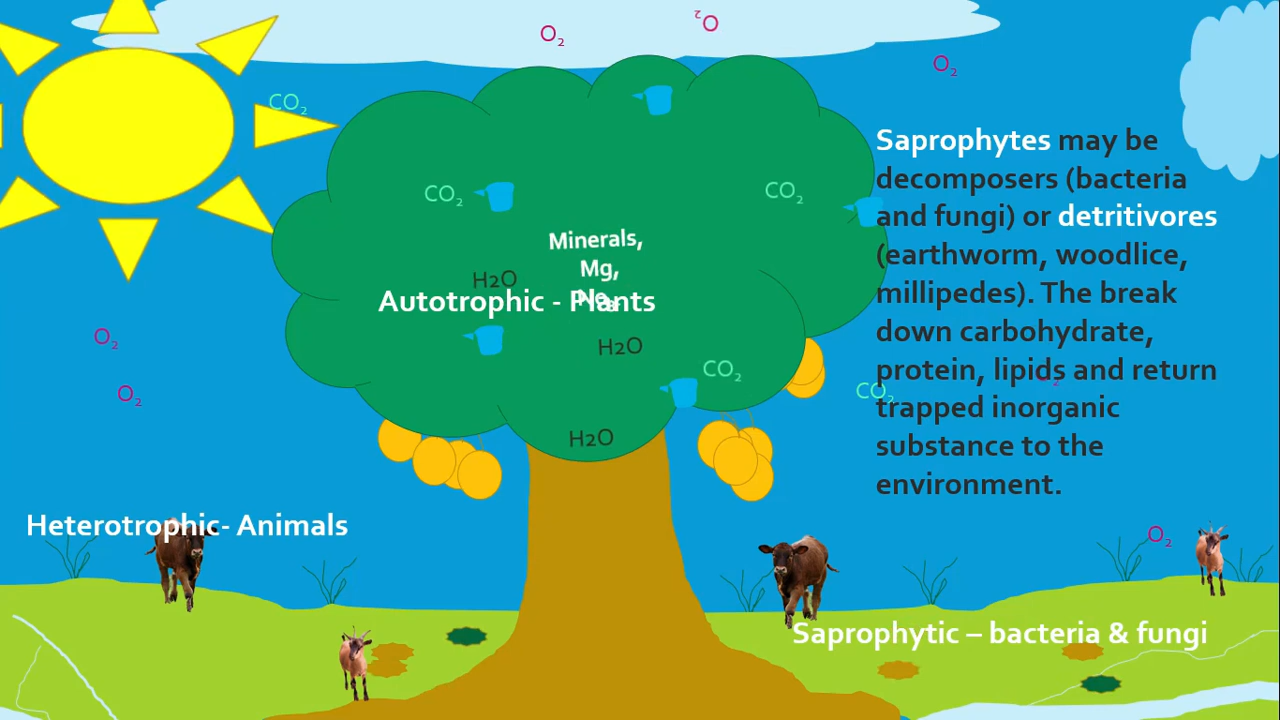 O₂
O₂
O₂
CO₂
CO₂
CO₂
Minerals,
Mg,
H2O
Autotrophic - Plants
H2O
O₂
CO₂
O₂
CO₂
H2O
Saprophytes may be
decomposers (bacteria
and fungi) or detritivores
(earthworm, woodlice,
millipedes). The break
down carbohydrate,
protein, lipids and return
trapped inorganic
substance to the
environment.
Heterotrophic- Animals
O₂
Saprophytic – bacteria & fungi